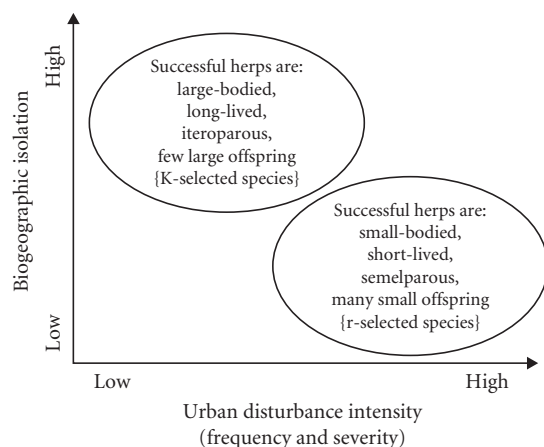 High
Biogeographic isolation
Low
Successful herps are:
large-bodied,
long-lived,
iteroparous,
few large offspring
{K-selected species}
Successful herps are:
small-bodied,
short-lived,
semelparous,
many small offspring
{r-selected species}
Low
High
Urban disturbance intensity
(frequency and severity)